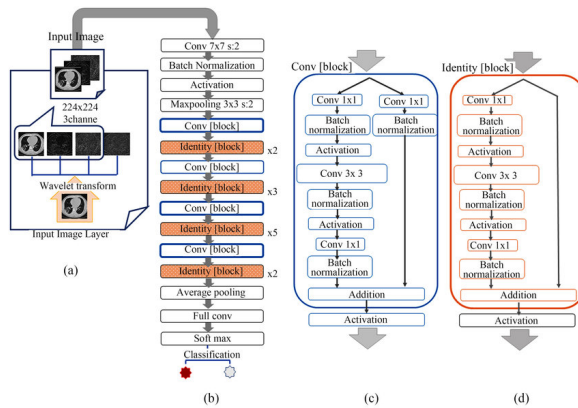 Input Image
224x224
3channe
Wavelet transform
Input Image Layer
(a)
Conv 7x7 s:2
Batch Normalization
Activation
Maxpooling 3x3 s:2
Conv [block]
Identity [block] x2
Conv [block]
Identity [block] x3
Conv [block]
Identity [block] x5
Conv [block]
Identity [block] x2
Average pooling
Full conv
Soft max
Classification
(b)
Conv [block]
Conv 1x1
Conv 1x1
Batch
normalization
Batch
normalization
Activation
Conv 3x 3
Batch
normalization
Activation
Conv 1x1
Batch
normalization
Addition
Activation
(c)
Identity [block]
Conv 1x1
Batch
normalization
Activation
Conv 3x 3
Batch
normalization
Activation
Conv 1x1
Batch
normalization
Addition
Activation
(d)